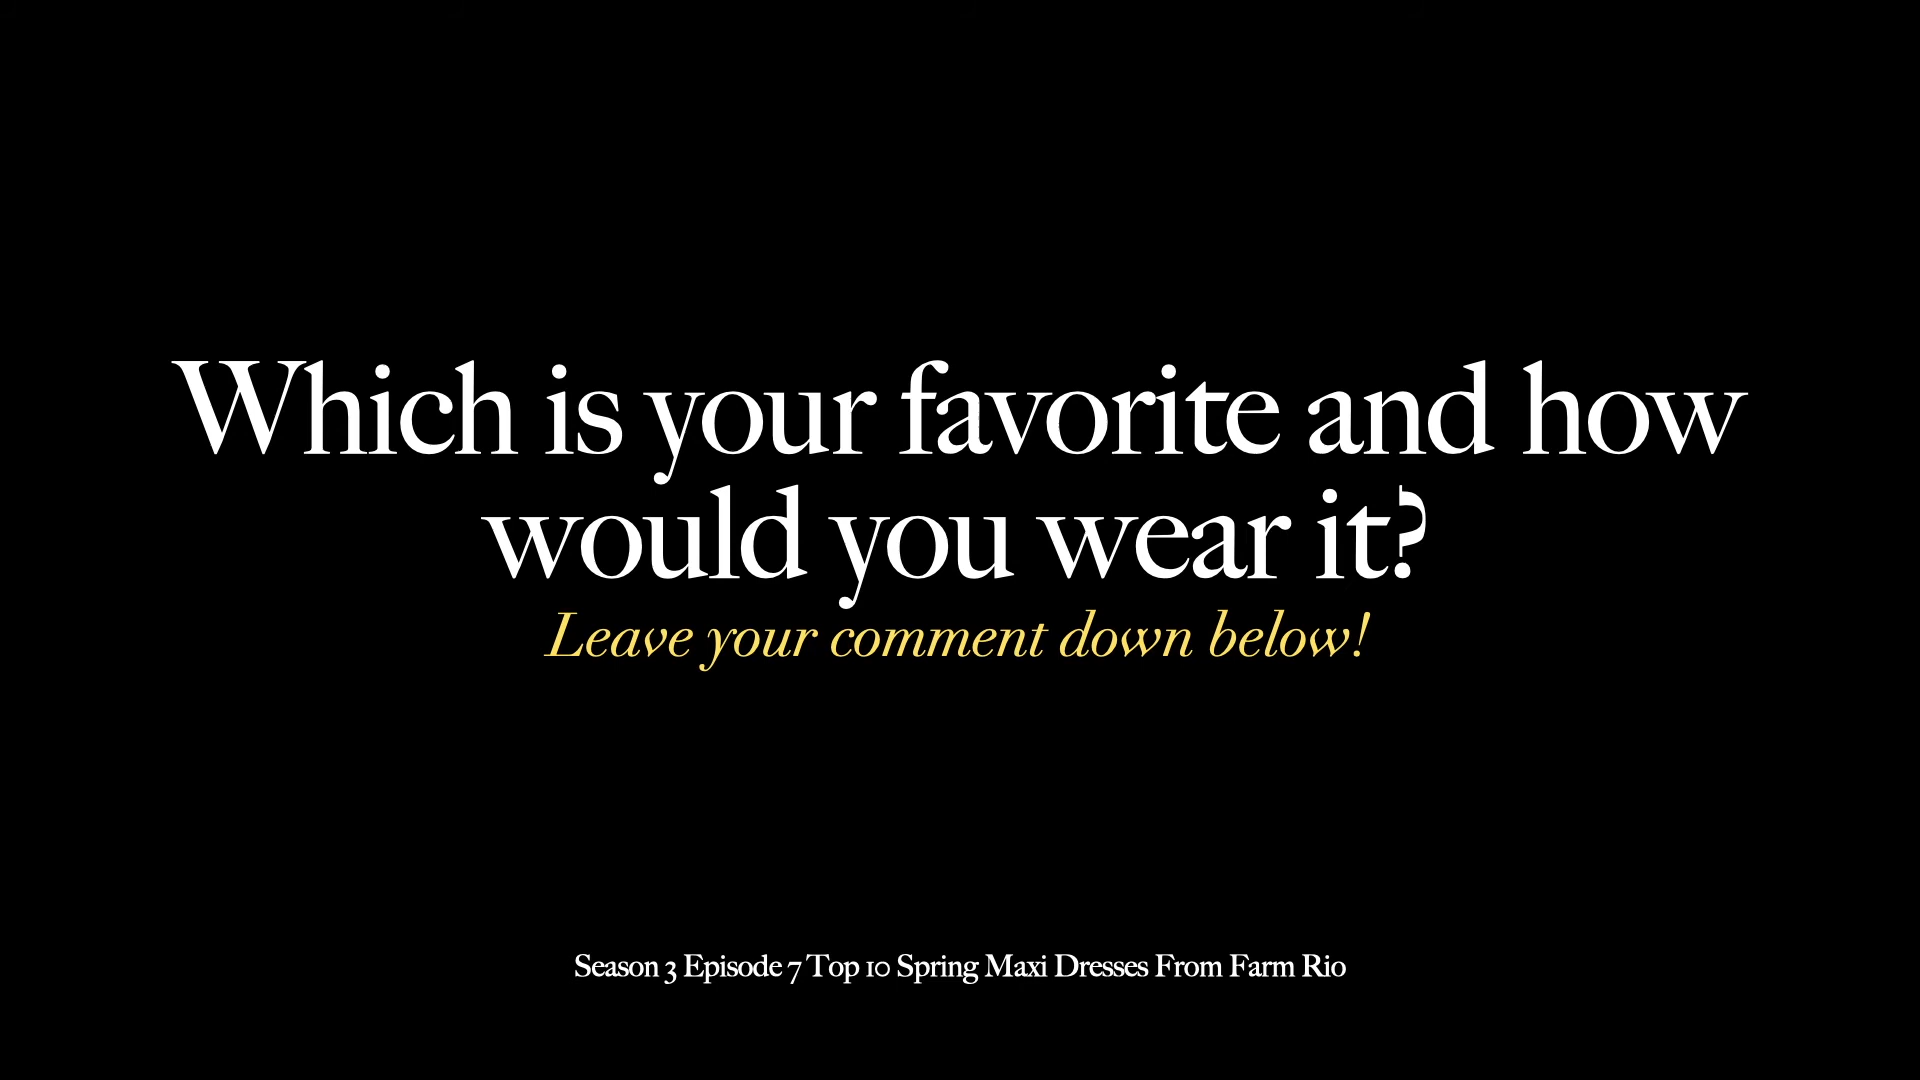 Which is your favorite and how
would you wear it?
Leave your comment down below!
Season 3 Episode 7 Top 10 Spring Maxi Dresses From Farm Rio